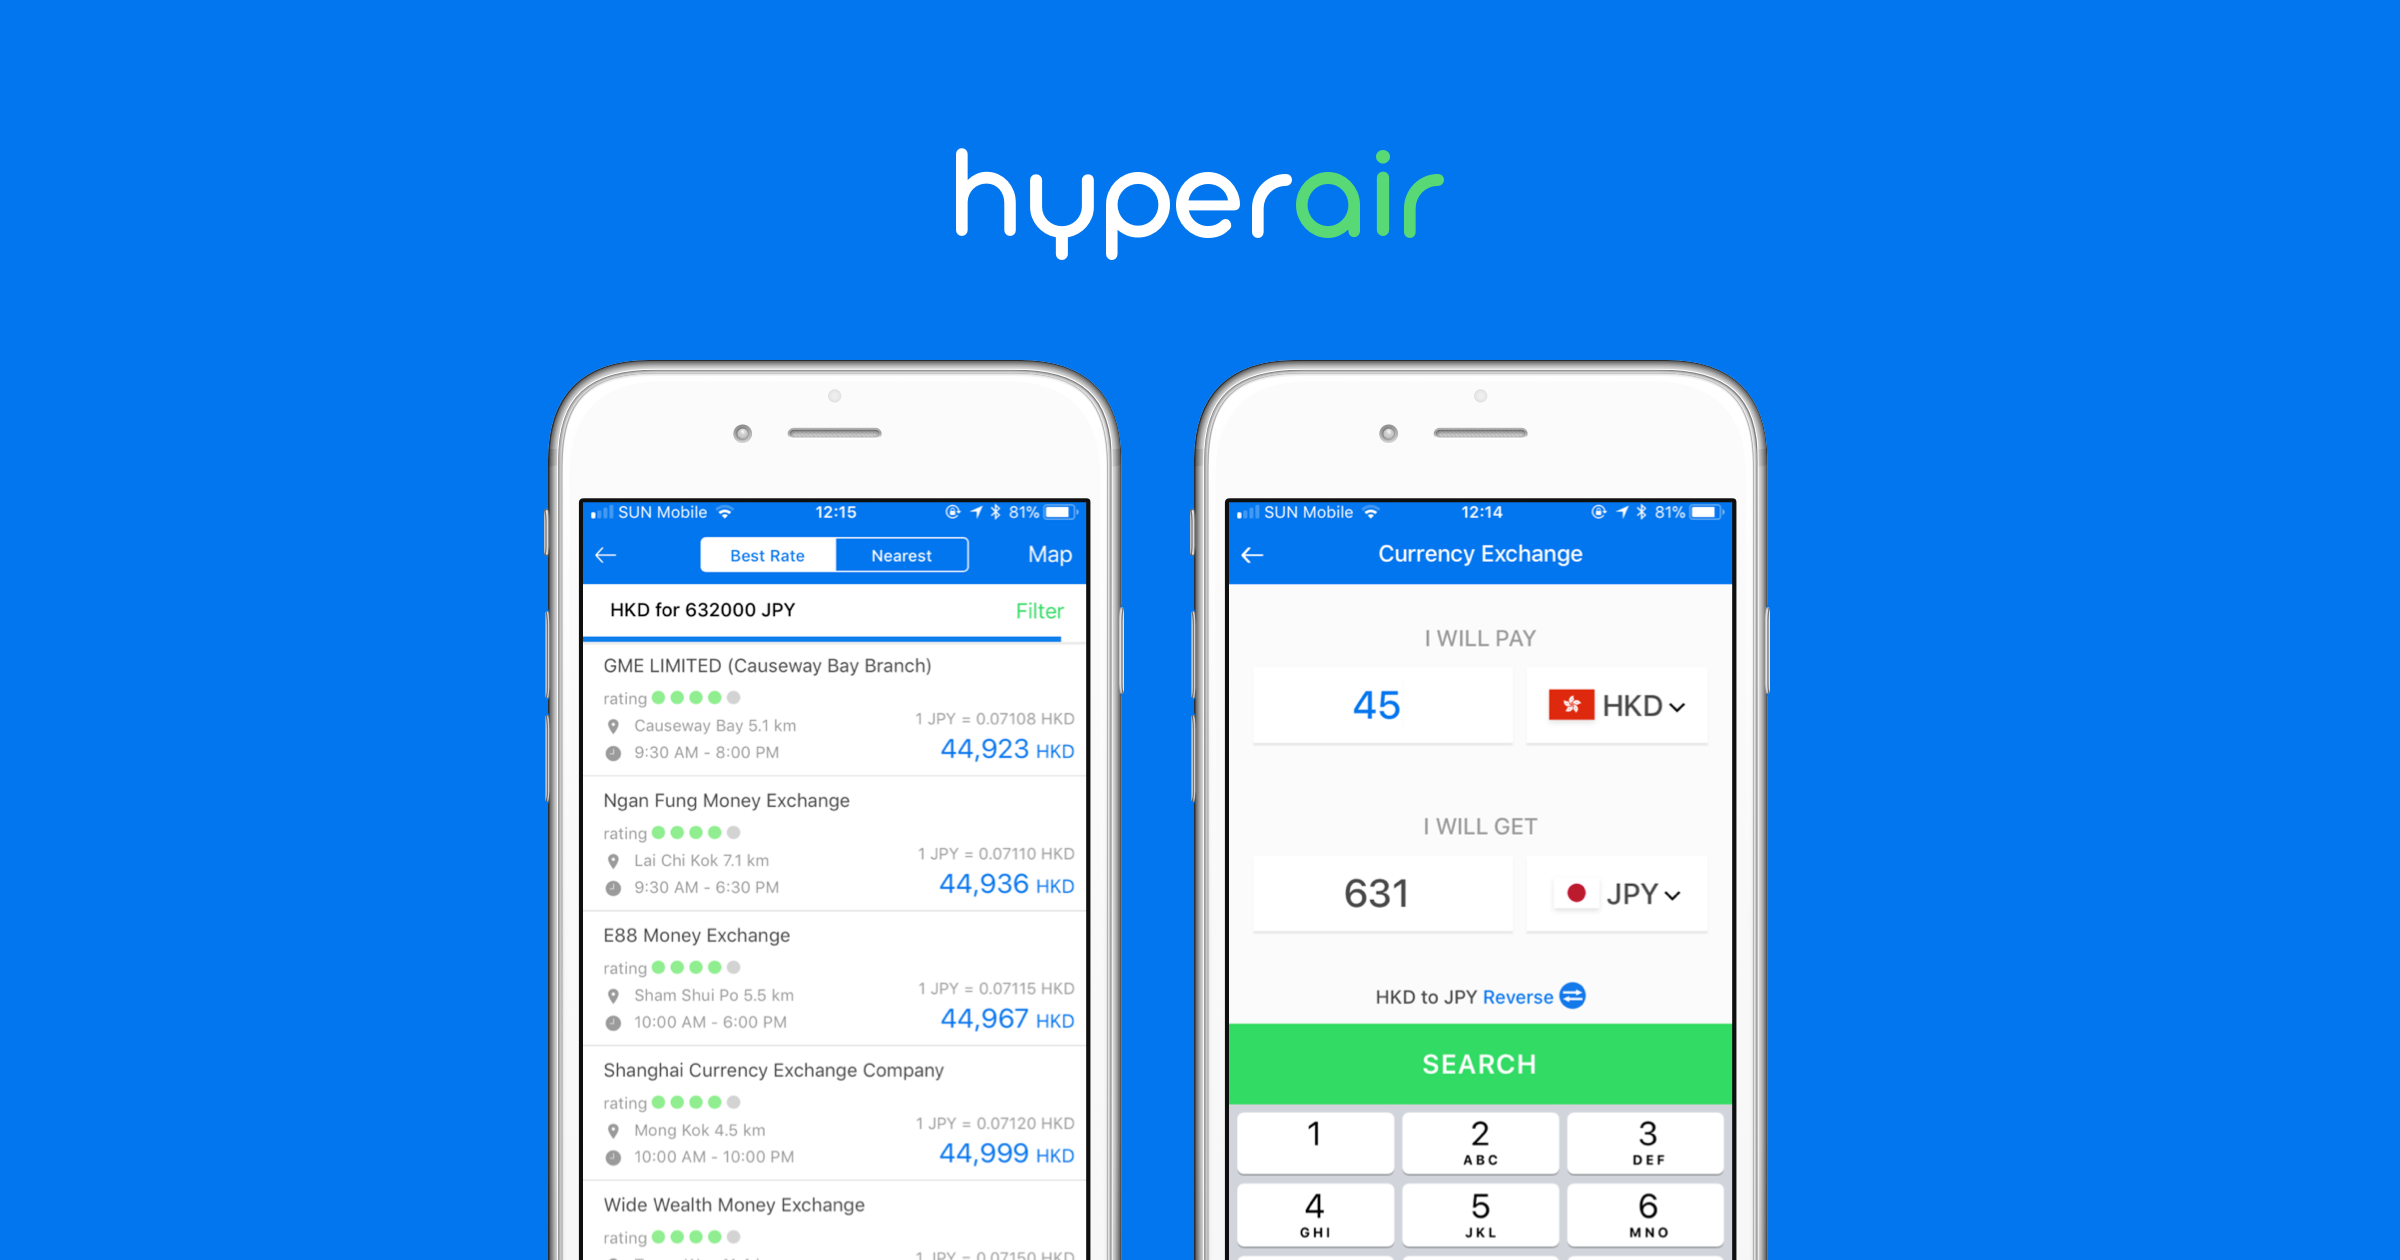 hyperair
SUN Mobile 12:15 81%
Best Rate Nearest Map
HKD for 632000 JPY Filter
GME LIMITED (Causeway Bay Branch)
rating
Causeway Bay 5.1 km 1 JPY = 0.07108 HKD
9:30 AM - 8:00 PM 44,923 HKD
Ngan Fung Money Exchange
rating
Lai Chi Kok 7.1 km 1 JPY = 0.07110 HKD
9:30 AM - 6:30 PM 44,936 HKD
E88 Money Exchange
rating
Sham Shui Po 5.5 km 1 JPY = 0.07115 HKD
10:00 AM - 6:00 PM 44,967 HKD
Shanghai Currency Exchange Company
rating
Mong Kok 4.5 km 1 JPY = 0.07120 HKD
10:00 AM - 10:00 PM 44,999 HKD
Wide Wealth Money Exchange
rating
1 JPY = 0.07150 HKD
SUN Mobile 12:14 81%
Currency Exchange
I WILL PAY
45 HKD
I WILL GET
631 JPY
HKD to JPY Reverse
SEARCH
1 2 3
ABC DEF
4 5 6
GHI JKL MNO